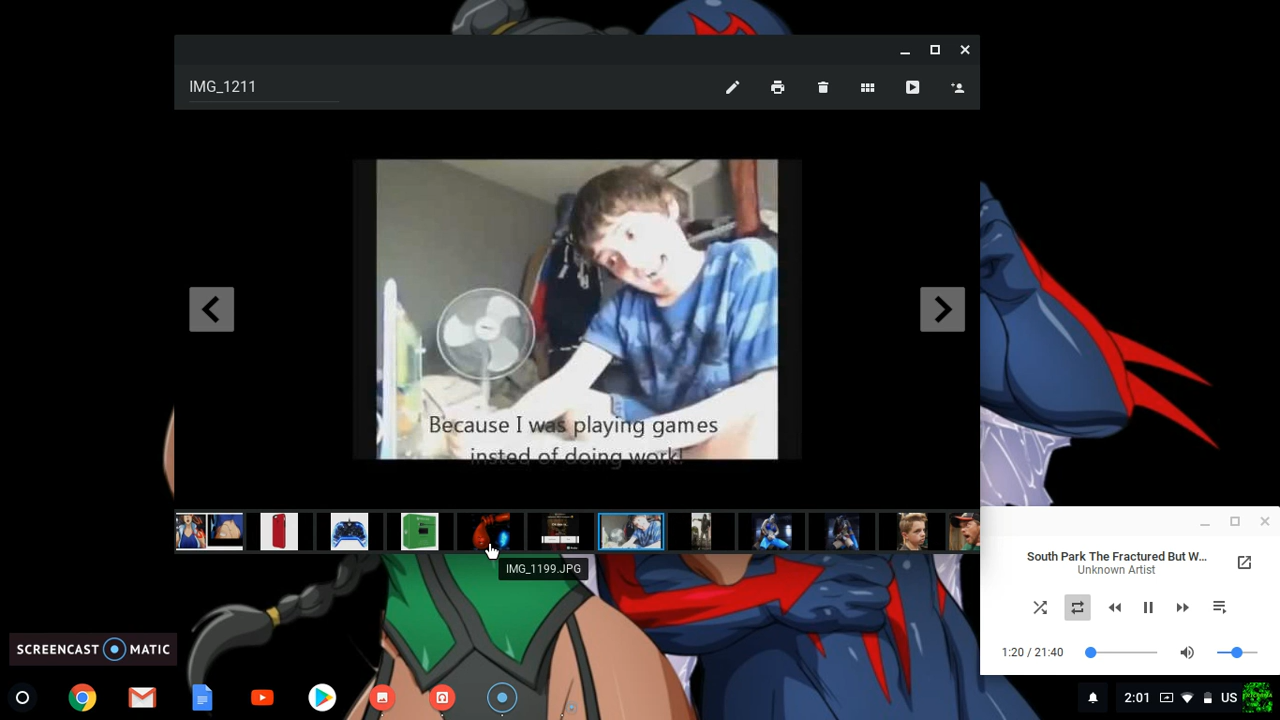 IMG_1211
Because I was playing games
insted of doing work!
IMG_1199.JPG
South Park The Fractured But W...
Unknown Artist
1:20 / 21:40
SCREENCAST MATIC
2:01
US